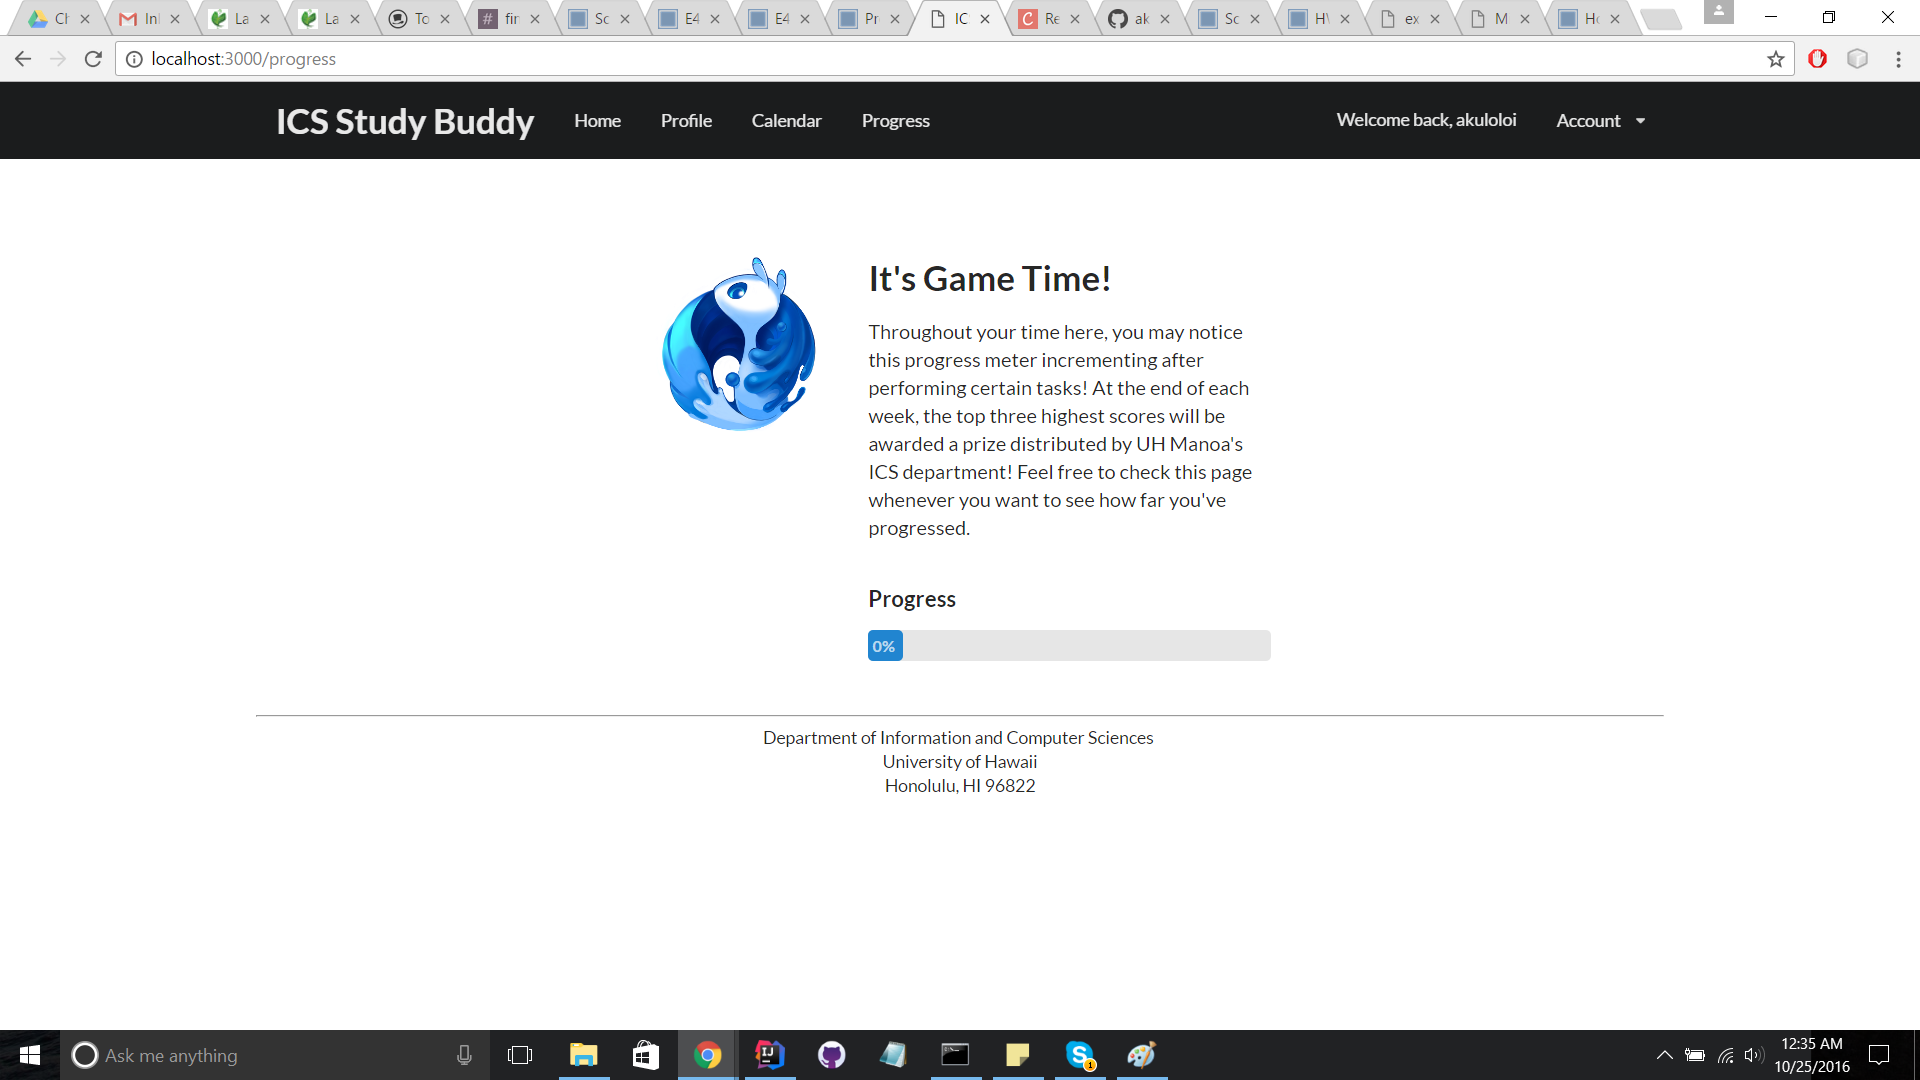 Ch
InI
La
La
To
fir
Sc
E4
E4
Pr
IC
Re
ak
Sc
H\
ex
M
Ho
localhost:3000/progress
ICS Study Buddy Home Profile Calendar Progress Welcome back, akuloloi Account
It's Game Time!
Throughout your time here, you may notice
this progress meter incrementing after
performing certain tasks! At the end of each
week, the top three highest scores will be
awarded a prize distributed by UH Manoa's
ICS department! Feel free to check this page
whenever you want to see how far you've
progressed.
Progress
0%
Department of Information and Computer Sciences
University of Hawaii
Honolulu, HI 96822
Ask me anything
12:35 AM
10/25/2016